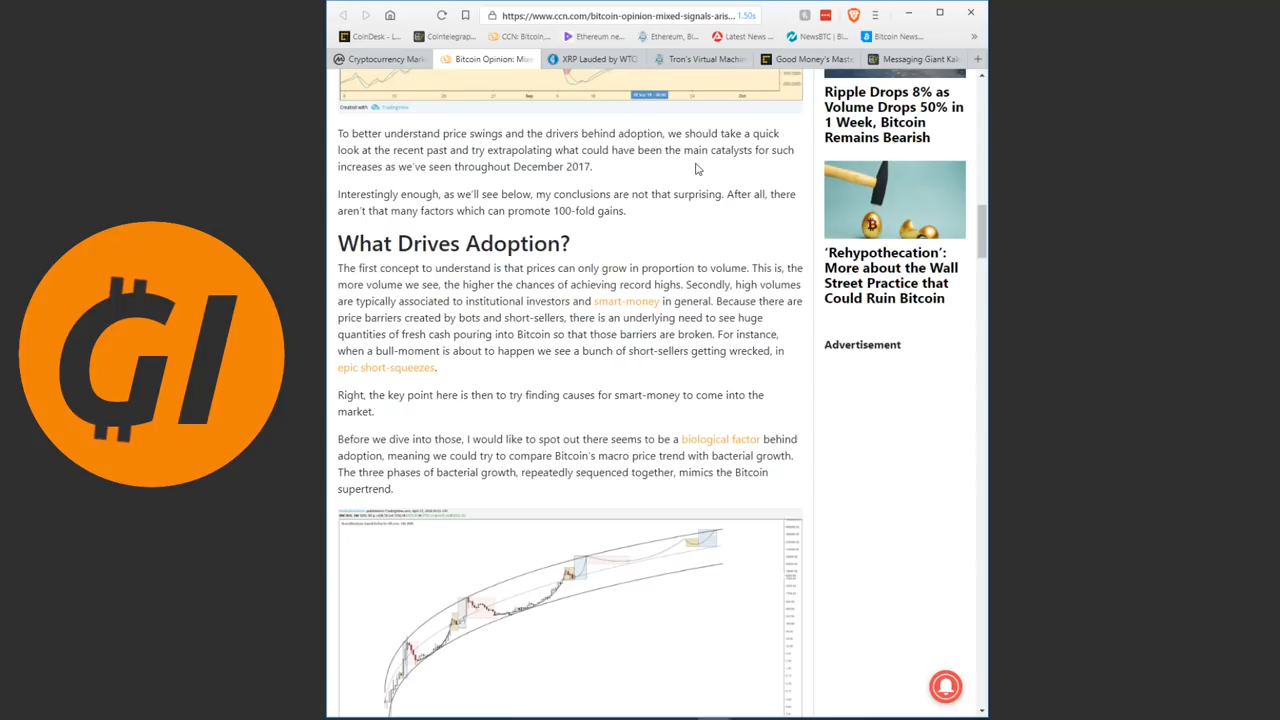 https://www.ccn.com/bitcoin-opinion-mixed-signals-aris... 1.50s
CoinDesk - L...
Cointelegrap...
CCN: Bitcoin,...
Ethereum ne...
Ethereum, Bi...
Latest News ...
NewsBTC | Bi...
Bitcoin News...
»
Cryptocurrency Mark
Bitcoin Opinion: Mixe
XRP Lauded by WTO
Tron's Virtual Machin
Good Money's Maste
Messaging Giant Kak
Created with TradingView
To better understand price swings and the drivers behind adoption, we should take a quick
look at the recent past and try extrapolating what could have been the main catalysts for such
increases as we've seen throughout December 2017.
Interestingly enough, as we'll see below, my conclusions are not that surprising. After all, there
aren't that many factors which can promote 100-fold gains.
What Drives Adoption?
The first concept to understand is that prices can only grow in proportion to volume. This is, the
more volume we see, the higher the chances of achieving record highs. Secondly, high volumes
are typically associated to institutional investors and smart-money in general. Because there are
price barriers created by bots and short-sellers, there is an underlying need to see huge
quantities of fresh cash pouring into Bitcoin so that those barriers are broken. For instance,
when a bull-moment is about to happen we see a bunch of short-sellers getting wrecked, in
epic short-squeezes.
Right, the key point here is then to try finding causes for smart-money to come into the
market.
Before we dive into those, I would like to spot out there seems to be a biological factor behind
adoption, meaning we could try to compare Bitcoin's macro price trend with bacterial growth.
The three phases of bacterial growth, repeatedly sequenced together, mimics the Bitcoin
supertrend.
Ripple Drops 8% as
Volume Drops 50% in
1 Week, Bitcoin
Remains Bearish
'Rehypothecation':
More about the Wall
Street Practice that
Could Ruin Bitcoin
Advertisement
GI